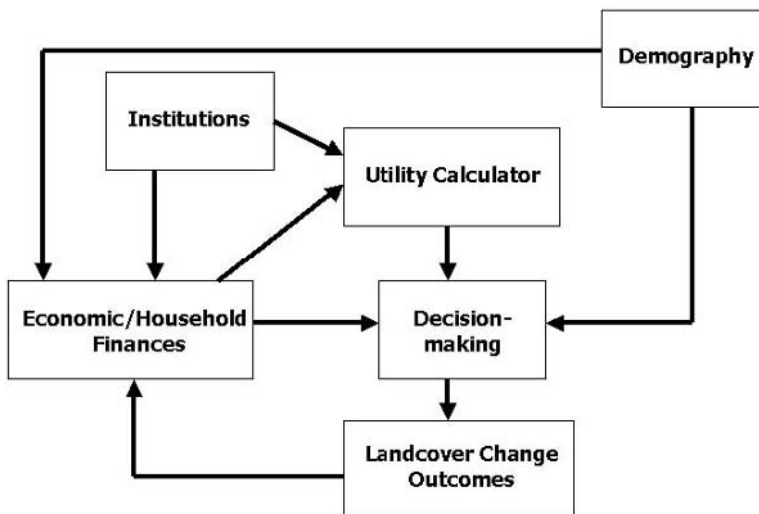 Demography
Institutions
Utility Calculator
Economic/Household
Finances
Decision-
making
Landcover Change
Outcomes